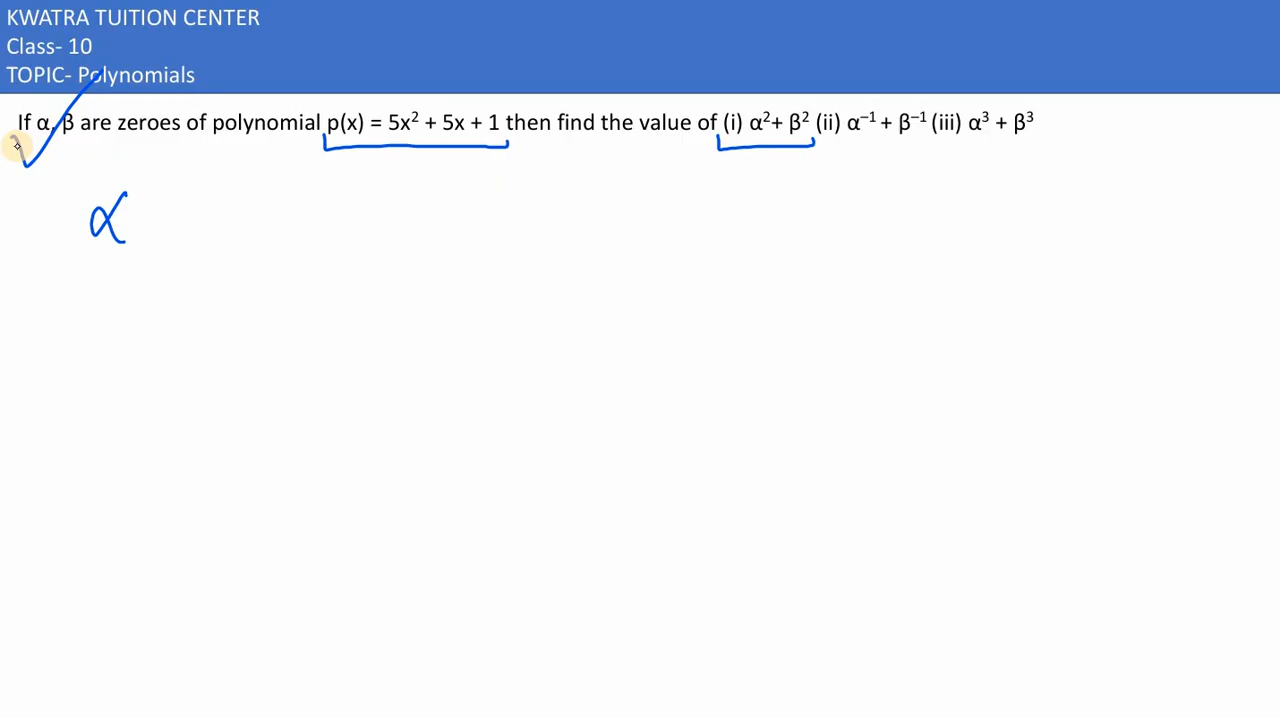 KWATRA TUITION CENTER
Class- 10
TOPIC- Polynomials
If α, β are zeroes of polynomial p(x) = 5x² + 5x + 1 then find the value of (i) α²+ β² (ii) α⁻¹ + β⁻¹ (iii) α³ + β³
α